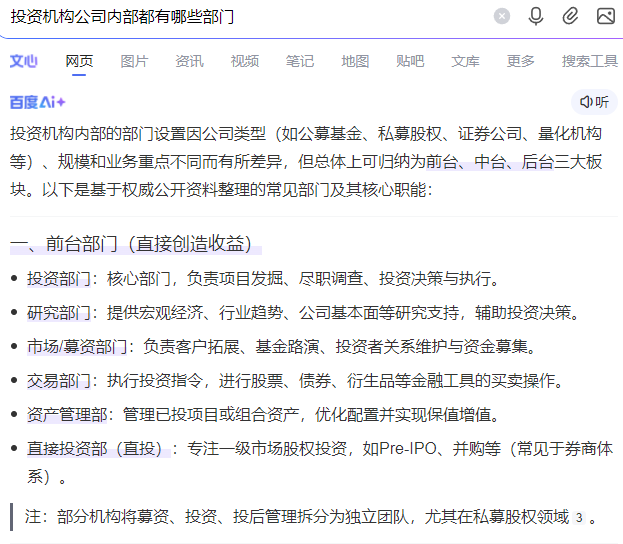 投资机构公司内部都有哪些部门
文心 网页 图片 资讯 视频 笔记 地图 贴吧 文库 更多 搜索工具
百度Ai+ 听
投资机构内部的部门设置因公司类型（如公募基金、私募股权、证券公司、量化机构
等）、规模和业务重点不同而有所差异，但总体上可归纳为前台、中台、后台三大板
块。以下是基于权威公开资料整理的常见部门及其核心职能：
一、前台部门（直接创造收益）
• 投资部门：核心部门，负责项目发掘、尽职调查、投资决策与执行。
• 研究部门：提供宏观经济、行业趋势、公司基本面等研究支持，辅助投资决策。
• 市场/募资部门：负责客户拓展、基金路演、投资者关系维护与资金募集。
• 交易部门：执行投资指令，进行股票、债券、衍生品等金融工具的买卖操作。
• 资产管理部：管理已投项目或组合资产，优化配置并实现保值增值。
• 直接投资部（直投）：专注一级市场股权投资，如Pre-IPO、并购等（常见于券商体
系）。
注：部分机构将募资、投资、投后管理拆分为独立团队，尤其在私募股权领域 3 。